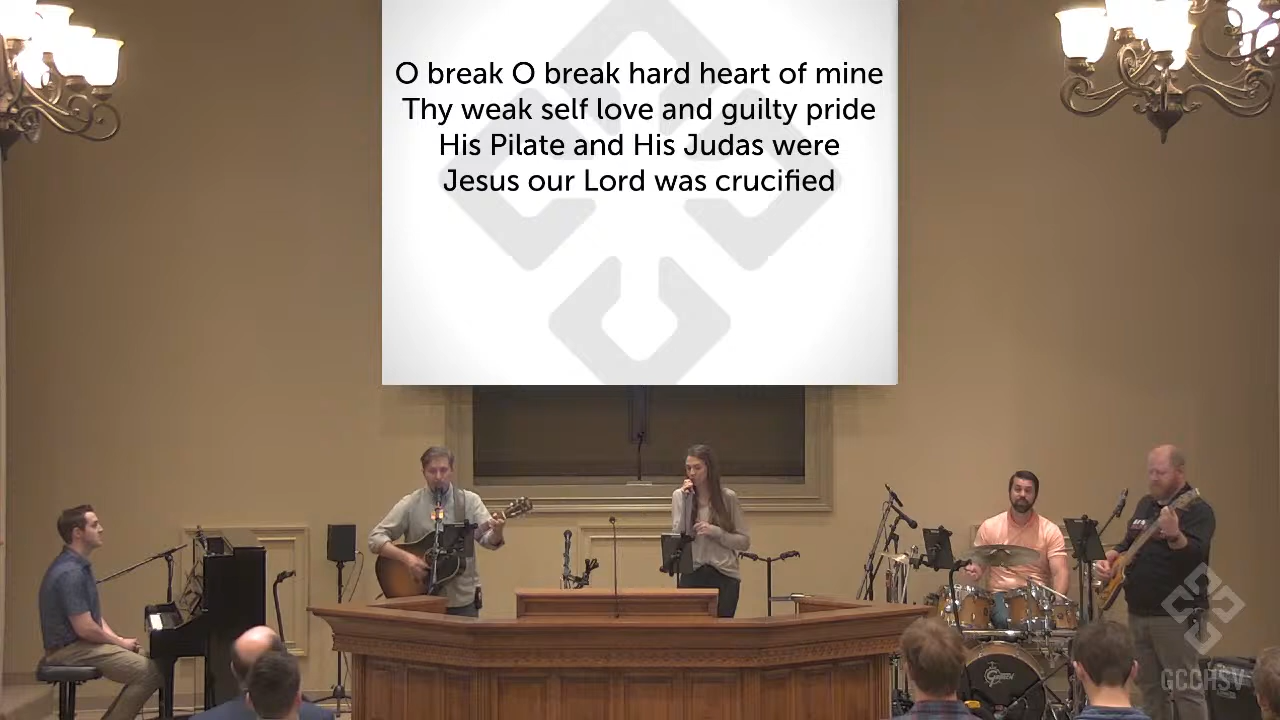 O break O break hard heart of mine
Thy weak self love and guilty pride
His Pilate and His Judas were
Jesus our Lord was crucified
GCCHSV